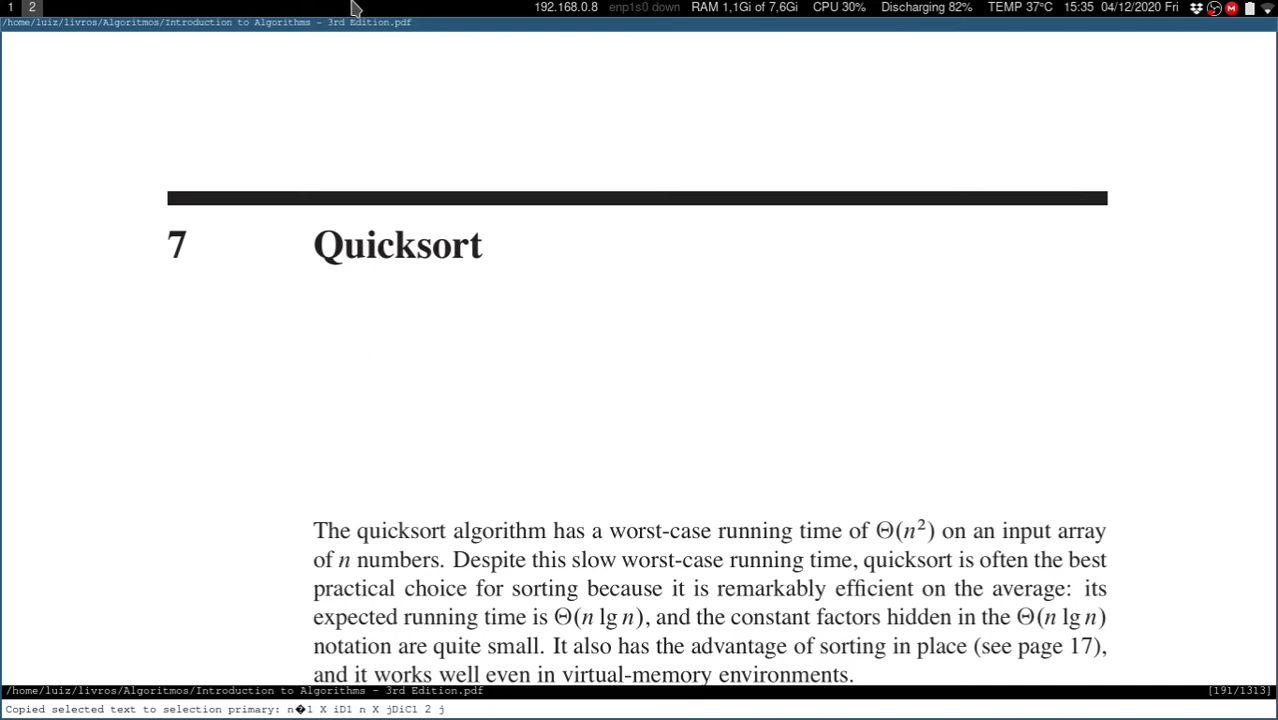 1 2 192.168.0.8 enp1s0 down RAM 1,1Gi of 7,6Gi CPU 30% Discharging 82% TEMP 37°C 15:35 04/12/2020 Fri
/home/luiz/livros/Algoritmos/Introduction to Algorithms - 3rd Edition.pdf
7 Quicksort
The quicksort algorithm has a worst-case running time of Θ(n²) on an input array
of n numbers. Despite this slow worst-case running time, quicksort is often the best
practical choice for sorting because it is remarkably efficient on the average: its
expected running time is Θ(n lg n), and the constant factors hidden in the Θ(n lg n)
notation are quite small. It also has the advantage of sorting in place (see page 17),
and it works well even in virtual-memory environments.
/home/luiz/livros/Algoritmos/Introduction to Algorithms - 3rd Edition.pdf [191/1313]
Copied selected text to selection primary: n�1 X iD1 n X jDiC1 2 j